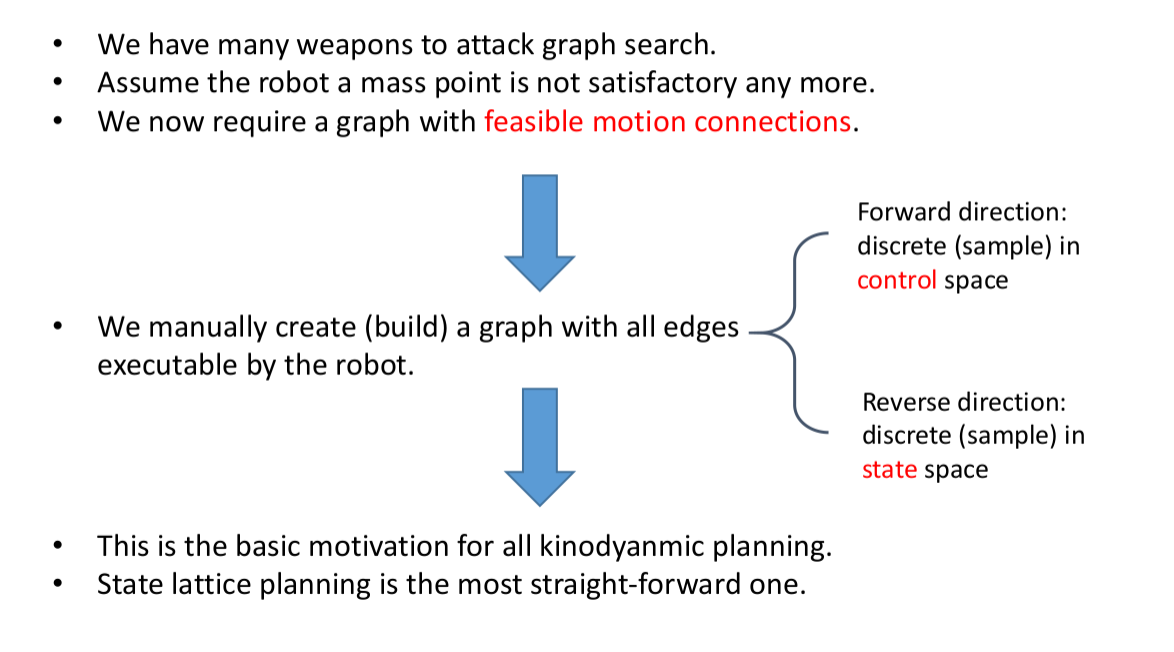 • We have many weapons to attack graph search.
• Assume the robot a mass point is not satisfactory any more.
• We now require a graph with feasible motion connections.
Forward direction:
discrete (sample) in
control space
• We manually create (build) a graph with all edges
executable by the robot.
Reverse direction:
discrete (sample) in
state space
• This is the basic motivation for all kinodyanmic planning.
• State lattice planning is the most straight-forward one.